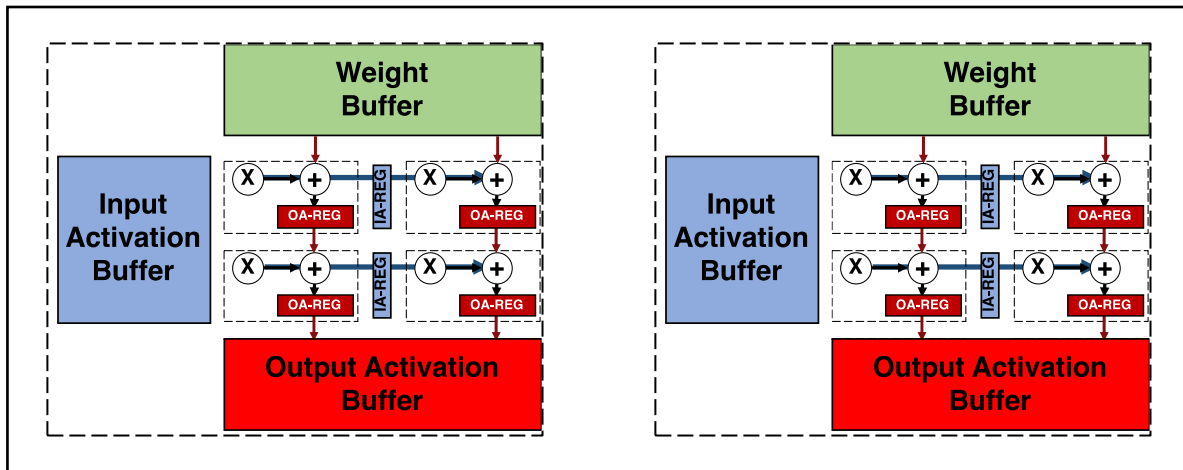 Weight
Buffer
Input
Activation
Buffer
X
+
IA-REG
X
+
OA-REG
OA-REG
X
+
IA-REG
X
+
OA-REG
OA-REG
Output Activation
Buffer
Weight
Buffer
Input
Activation
Buffer
X
+
IA-REG
X
+
OA-REG
OA-REG
X
+
IA-REG
X
+
OA-REG
OA-REG
Output Activation
Buffer